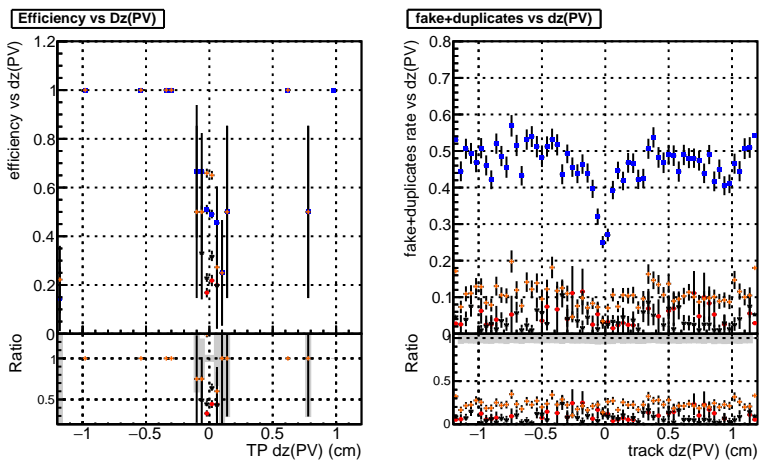 Efficiency vs Dz(PV)
efficiency vs dz(PV)
1.2
1
0.8
0.6
0.4
0.2
0
Ratio
1
0.5
−1 −0.5 0 0.5 1
TP dz(PV) (cm)
fake+duplicates vs dz(PV)
fake+duplicates rate vs dz(PV)
0.8
0.7
0.6
0.5
0.4
0.3
0.2
0.1
0
Ratio
1
0.5
0
−1 −0.5 0 0.5 1
track dz(PV) (cm)